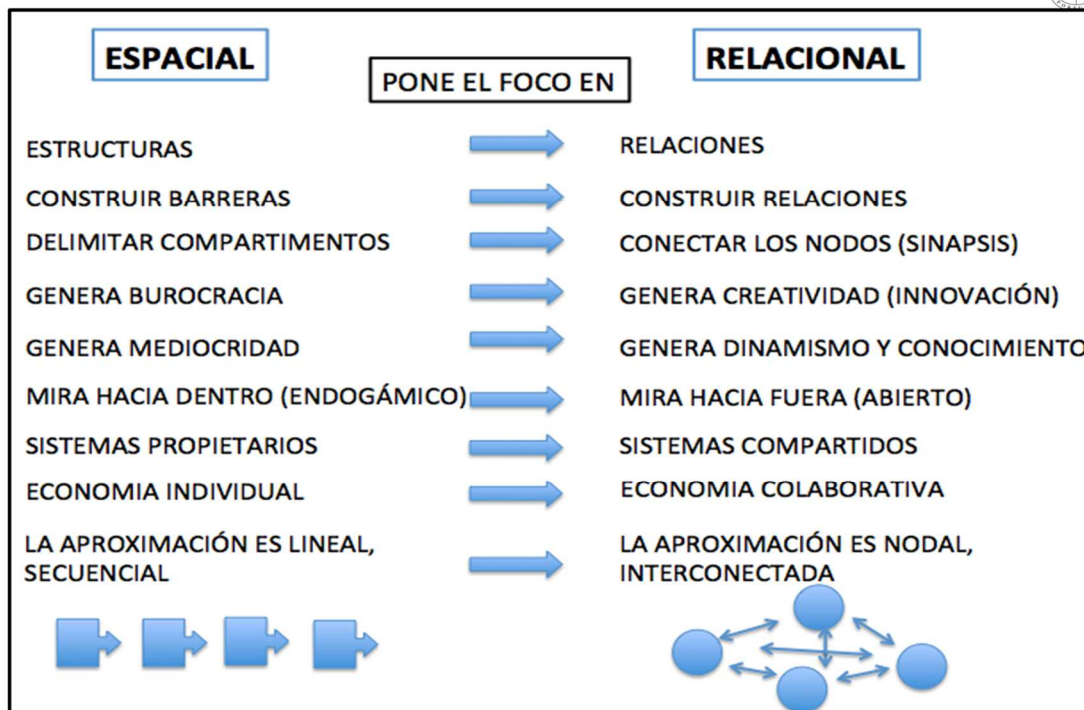 ESPACIAL
PONE EL FOCO EN
RELACIONAL
ESTRUCTURAS
RELACIONES
CONSTRUIR BARRERAS
CONSTRUIR RELACIONES
DELIMITAR COMPARTIMENTOS
CONECTAR LOS NODOS (SINAPSIS)
GENERA BUROCRACIA
GENERA CREATIVIDAD (INNOVACIÓN)
GENERA MEDIOCRIDAD
GENERA DINAMISMO Y CONOCIMIENTO
MIRA HACIA DENTRO (ENDOGÁMICO)
MIRA HACIA FUERA (ABIERTO)
SISTEMAS PROPIETARIOS
SISTEMAS COMPARTIDOS
ECONOMIA INDIVIDUAL
ECONOMIA COLABORATIVA
LA APROXIMACIÓN ES LINEAL,
SECUENCIAL
LA APROXIMACIÓN ES NODAL,
INTERCONECTADA